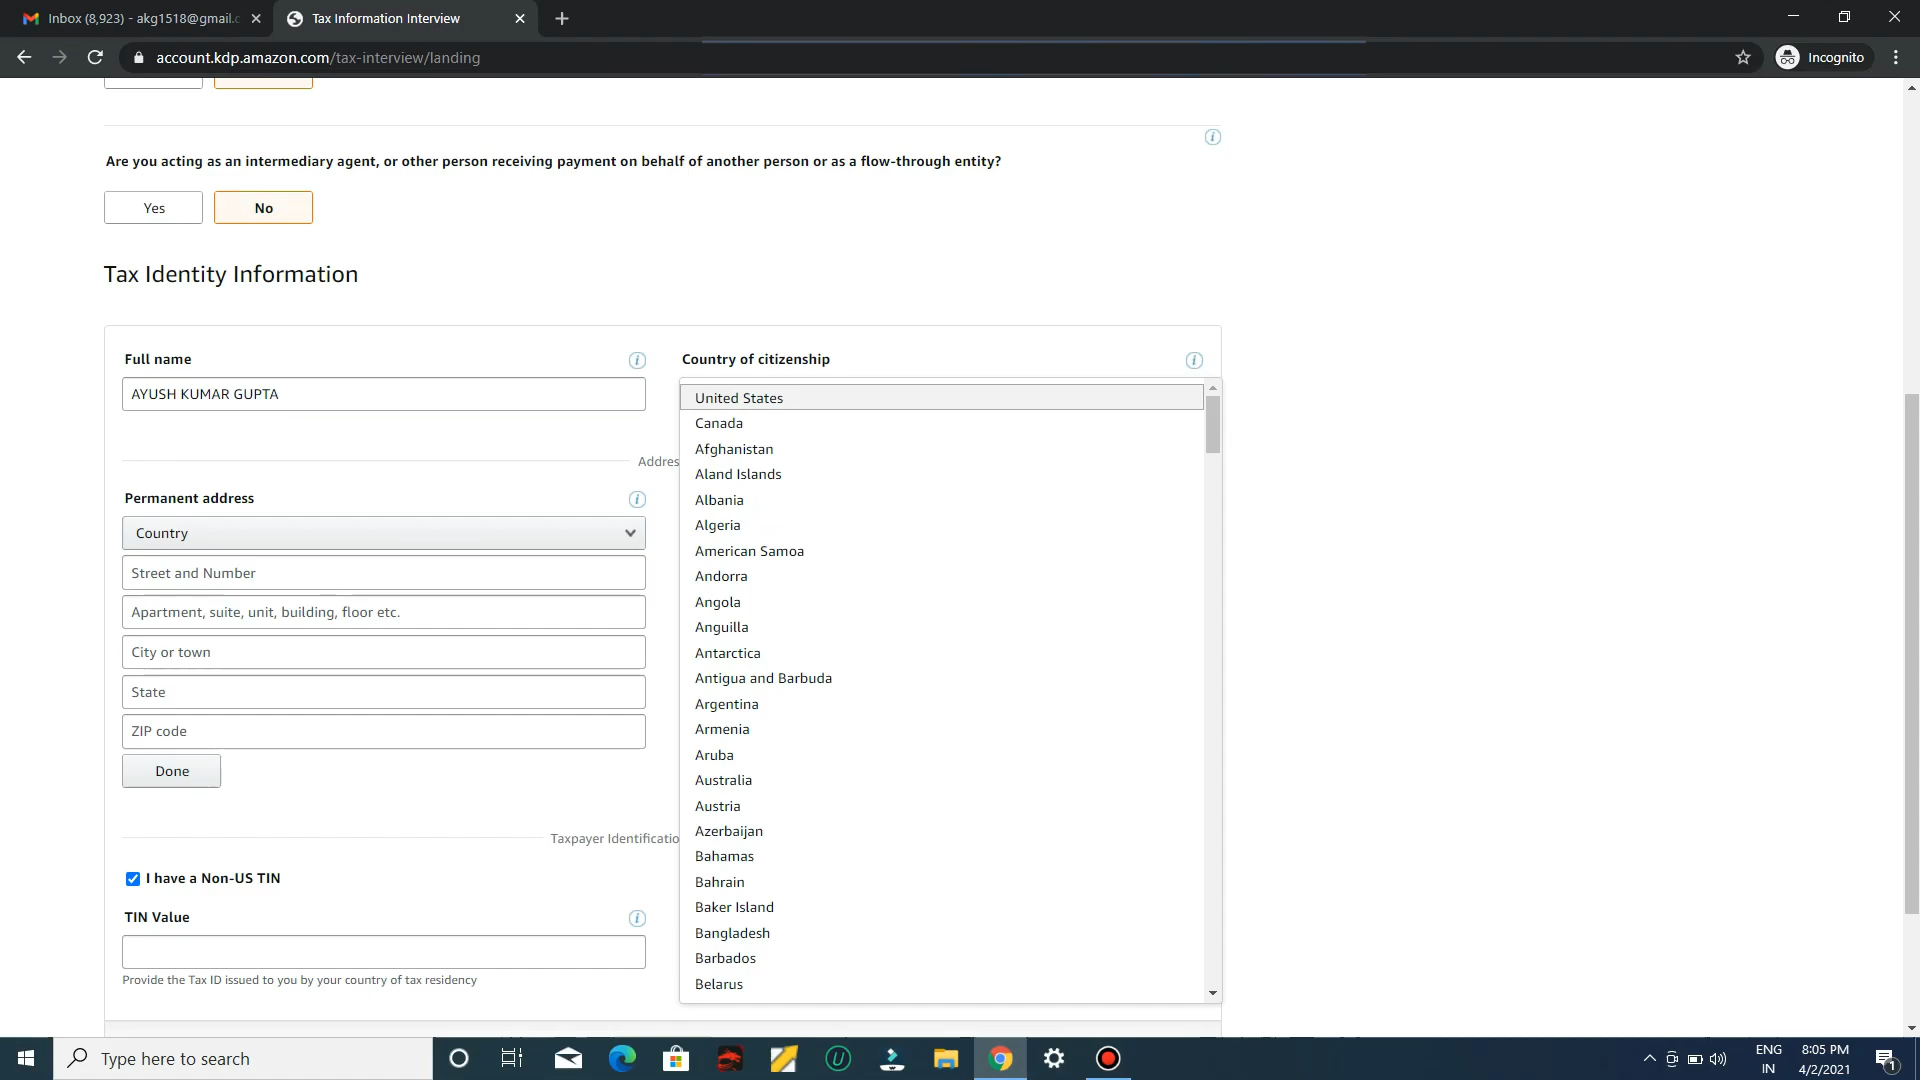 Inbox (8,923) - akg1518@gmail.c
Tax Information Interview
account.kdp.amazon.com/tax-interview/landing
Incognito
Are you acting as an intermediary agent, or other person receiving payment on behalf of another person or as a flow-through entity?
Yes
No
Tax Identity Information
Full name
AYUSH KUMAR GUPTA
Country of citizenship
United States
Canada
Afghanistan
Aland Islands
Albania
Algeria
American Samoa
Andorra
Angola
Anguilla
Antarctica
Antigua and Barbuda
Argentina
Armenia
Aruba
Australia
Austria
Azerbaijan
Bahamas
Bahrain
Baker Island
Bangladesh
Barbados
Belarus
Addres
Permanent address
Country
Street and Number
Apartment, suite, unit, building, floor etc.
City or town
State
ZIP code
Done
Taxpayer Identificatio
I have a Non-US TIN
TIN Value
Provide the Tax ID issued to you by your country of tax residency
Type here to search
ENG
IN
8:05 PM
4/2/2021
1